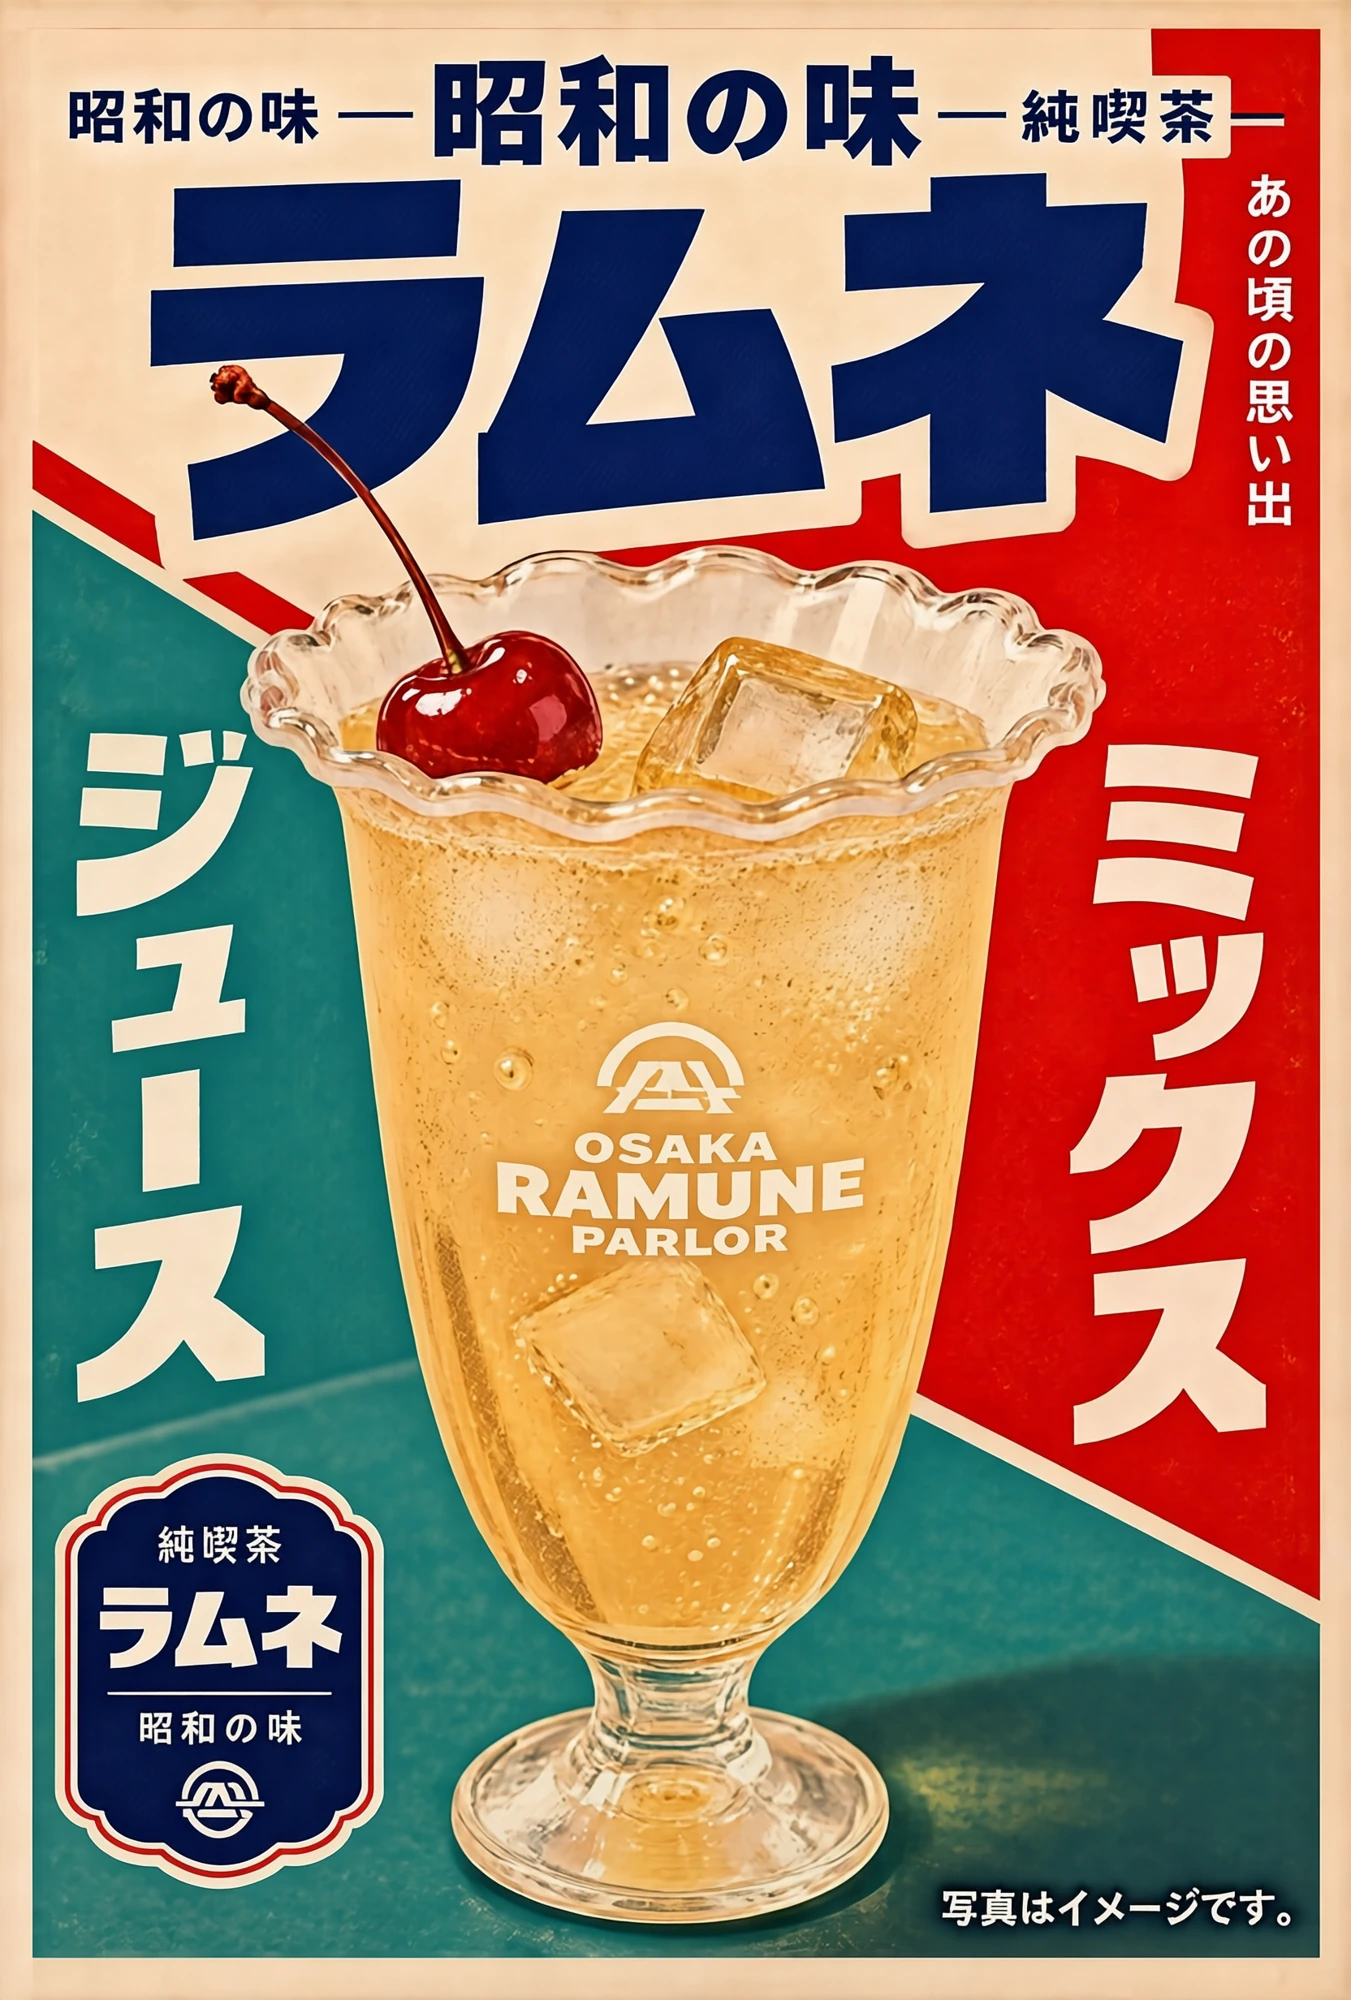 昭和の味 — 昭和の味 — 純喫茶 —
ラムネ
あの頃の思い出
ミックス
ジュース
OSAKA
RAMUNE
PARLOR
純喫茶
ラムネ
昭和の味
写真はイメージです。